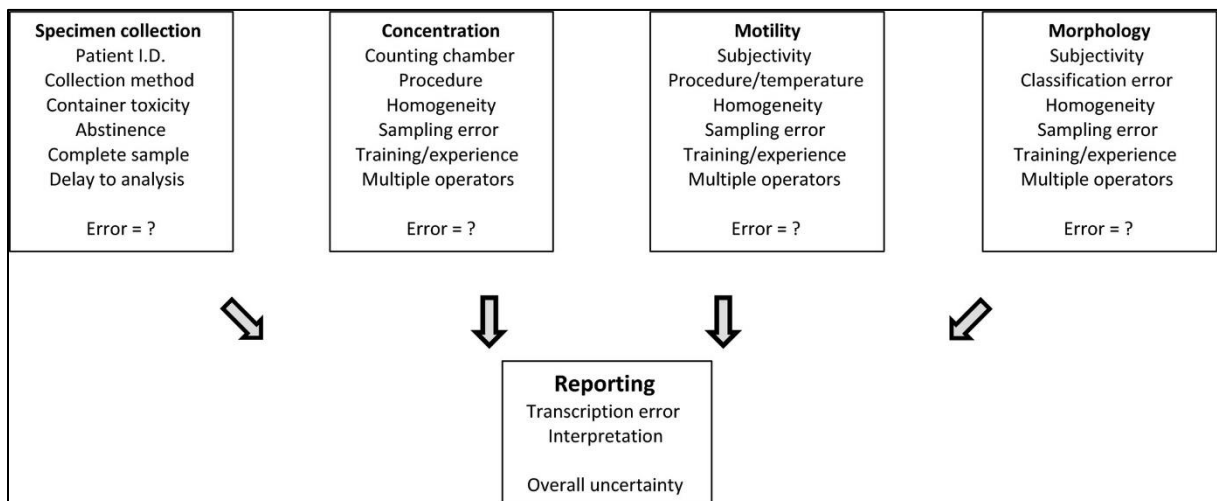 Specimen collection
Patient I.D.
Collection method
Container toxicity
Abstinence
Complete sample
Delay to analysis
Error = ?
Concentration
Counting chamber
Procedure
Homogeneity
Sampling error
Training/experience
Multiple operators
Error = ?
Motility
Subjectivity
Procedure/temperature
Homogeneity
Sampling error
Training/experience
Multiple operators
Error = ?
Morphology
Subjectivity
Classification error
Homogeneity
Sampling error
Training/experience
Multiple operators
Error = ?
Reporting
Transcription error
Interpretation
Overall uncertainty